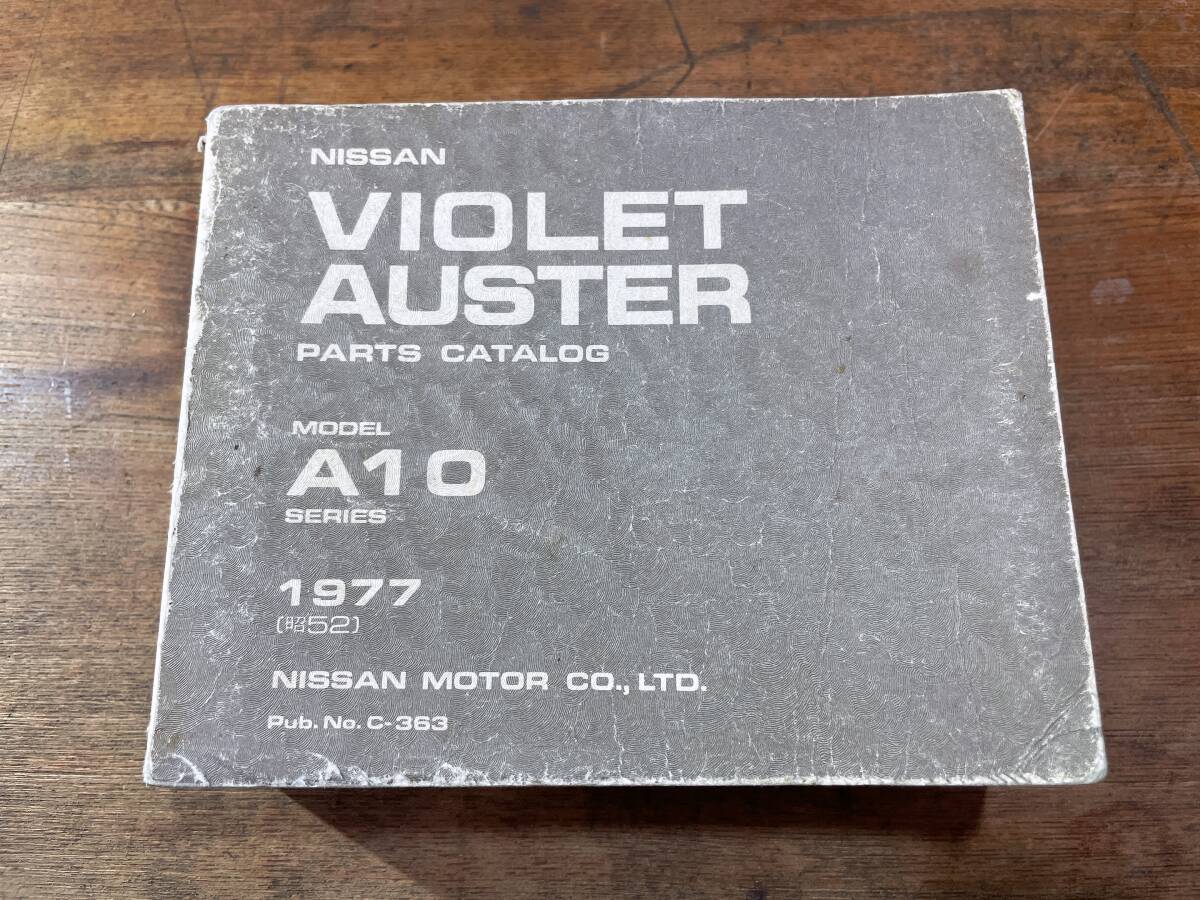 NISSAN
VIOLET
AUSTER
PARTS CATALOG
MODEL
A10
SERIES
1977
〔昭52〕
NISSAN MOTOR CO., LTD.
Pub. No. C-363